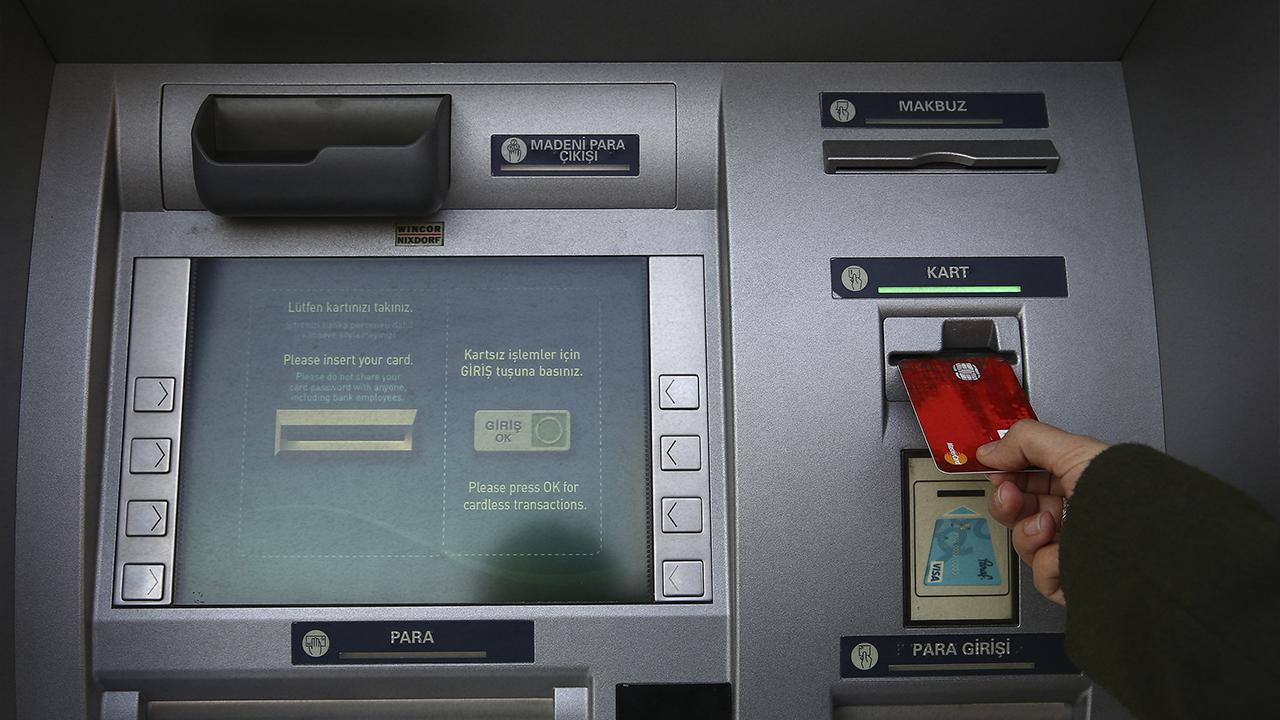 MADENİ PARA
ÇIKIŞI
MAKBUZ
WINCOR
NIXDORF
KART
Lütfen kartınızı takınız.
Please insert your card.
Please do not share your
card password with anyone,
including bank employees.
Kartsız işlemler için
GİRİŞ tuşuna basınız.
GİRİŞ
OK
Please press OK for
cardless transactions.
VISA
PARA
PARA GİRİŞİ